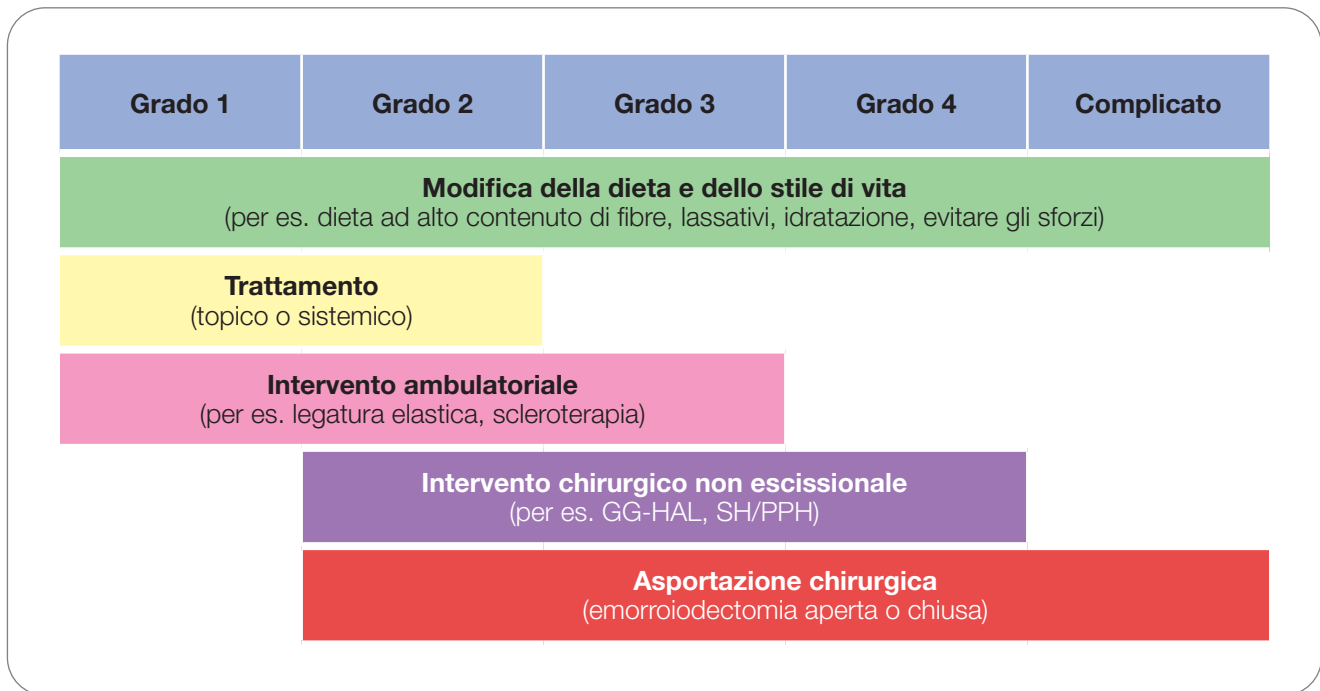 Grado 1 Grado 2 Grado 3 Grado 4 Complicato
Modifica della dieta e dello stile di vita
(per es. dieta ad alto contenuto di fibre, lassativi, idratazione, evitare gli sforzi)
Trattamento
(topico o sistemico)
Intervento ambulatoriale
(per es. legatura elastica, scleroterapia)
Intervento chirurgico non escissionale
(per es. GG-HAL, SH/PPH)
Asportazione chirurgica
(emorroiodectomia aperta o chiusa)